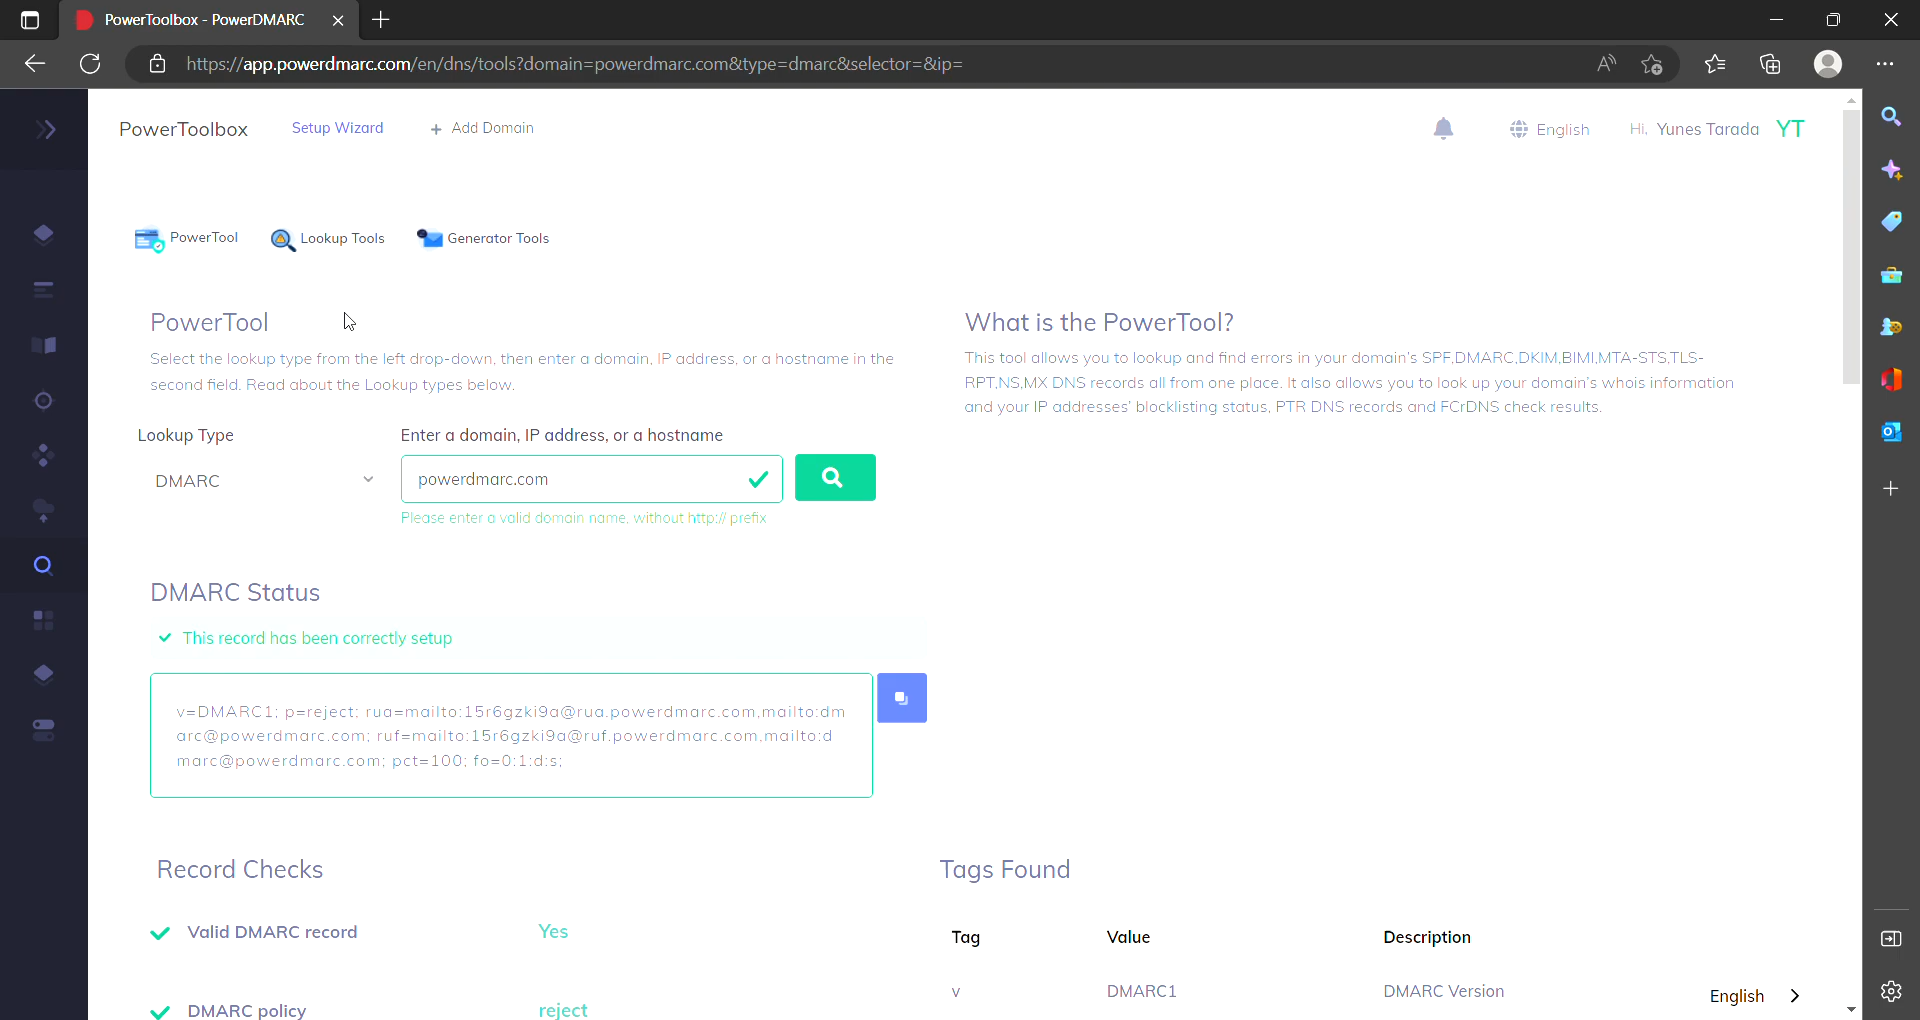 PowerToolbox - PowerDMARC
https://app.powerdmarc.com/en/dns/tools?domain=powerdmarc.com&type=dmarc&selector=&ip=
PowerToolbox Setup Wizard + Add Domain English Hi, Yunes Tarada YT
PowerTool Lookup Tools Generator Tools
PowerTool
Select the lookup type from the left drop-down, then enter a domain, IP address, or a hostname in the
second field. Read about the Lookup types below.
What is the PowerTool?
This tool allows you to lookup and find errors in your domain's SPF,DMARC,DKIM,BIMI,MTA-STS,TLS-
RPT,NS,MX DNS records all from one place. It also allows you to look up your domain's whois information
and your IP addresses' blocklisting status, PTR DNS records and FCrDNS check results.
Lookup Type
DMARC
Enter a domain, IP address, or a hostname
powerdmarc.com
Please enter a valid domain name, without http:// prefix
DMARC Status
This record has been correctly setup
v=DMARC1; p=reject; rua=mailto:15r6gzki9a@rua.powerdmarc.com,mailto:dm
arc@powerdmarc.com; ruf=mailto:15r6gzki9a@ruf.powerdmarc.com,mailto:d
marc@powerdmarc.com; pct=100; fo=0:1:d:s;
Record Checks
Valid DMARC record Yes
DMARC policy reject
Tags Found
Tag Value Description
v DMARC1 DMARC Version
English